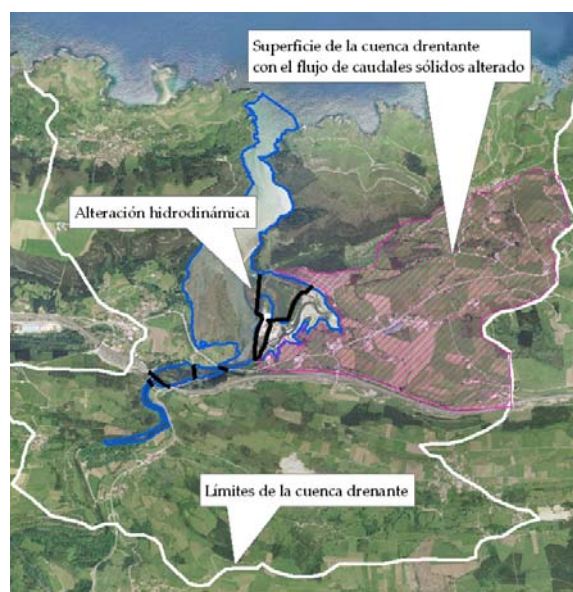 Superficie de la cuenca drentante
con el flujo de caudales sólidos alterado
Alteración hidrodinámica
Límites de la cuenca drenante